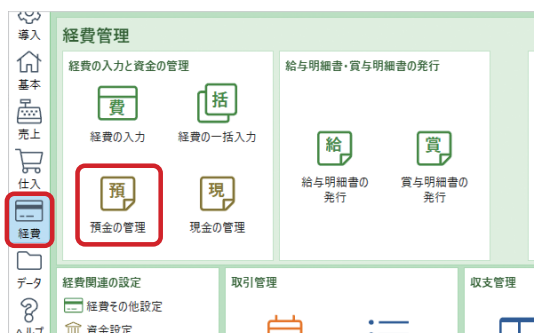 導入
基本
売上
仕入
経費
データ
ヘルプ
経費管理
経費の入力と資金の管理
費
経費の入力
括
経費の一括入力
預
預金の管理
現
現金の管理
給与明細書・賞与明細書の発行
給
給与明細書の
発行
賞
賞与明細書の
発行
経費関連の設定
経費その他設定
資金設定
取引管理
収支管理